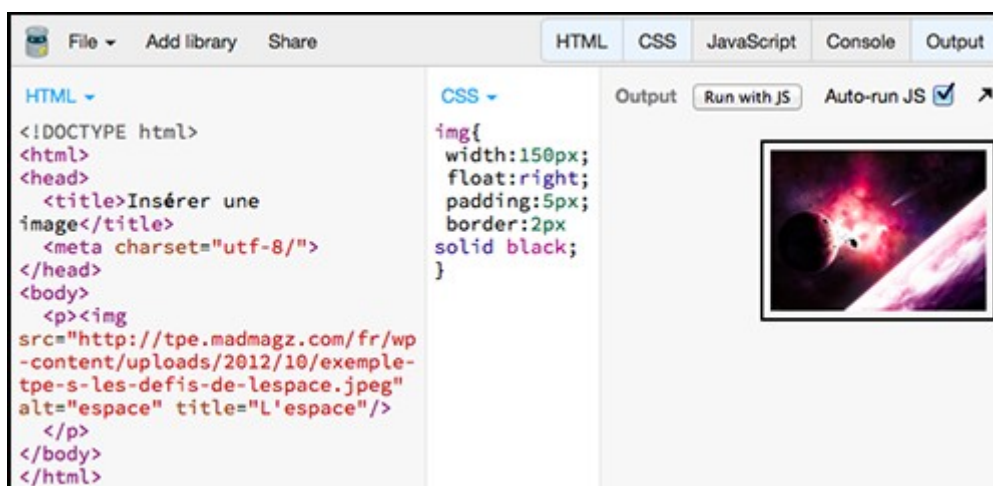 File Add library Share HTML CSS JavaScript Console Output
HTML
<!DOCTYPE html>
<html>
<head>
<title>Insérer une
image</title>
<meta charset="utf-8/">
</head>
<body>
<p><img
src="http://tpe.madmagz.com/fr/wp
-content/uploads/2012/10/exemple-
tpe-s-les-defis-de-lespace.jpeg"
alt="espace" title="L'espace"/>
</p>
</body>
</html>
CSS
img{
width:150px;
float:right;
padding:5px;
border:2px
solid black;
}
Output Run with JS Auto-run JS